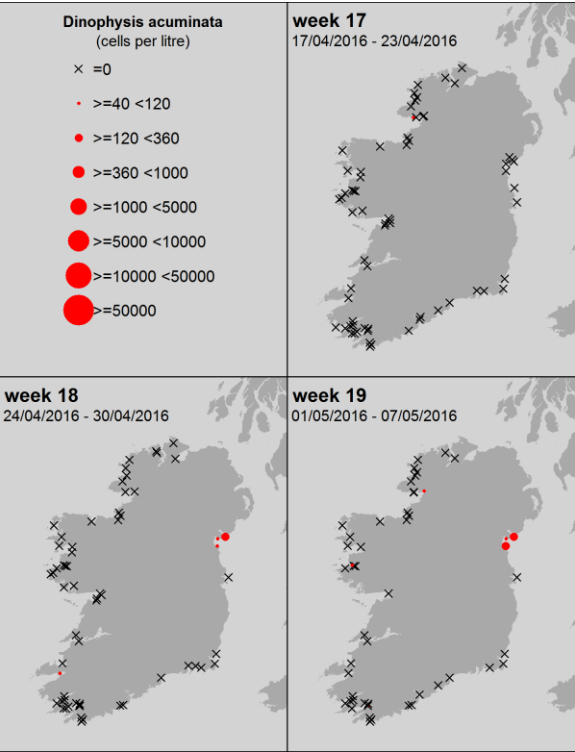 Dinophysis acuminata
(cells per litre)
=0
>=40 <120
>=120 <360
>=360 <1000
>=1000 <5000
>=5000 <10000
>=10000 <50000
>=50000
week 17
17/04/2016 - 23/04/2016
week 18
24/04/2016 - 30/04/2016
week 19
01/05/2016 - 07/05/2016